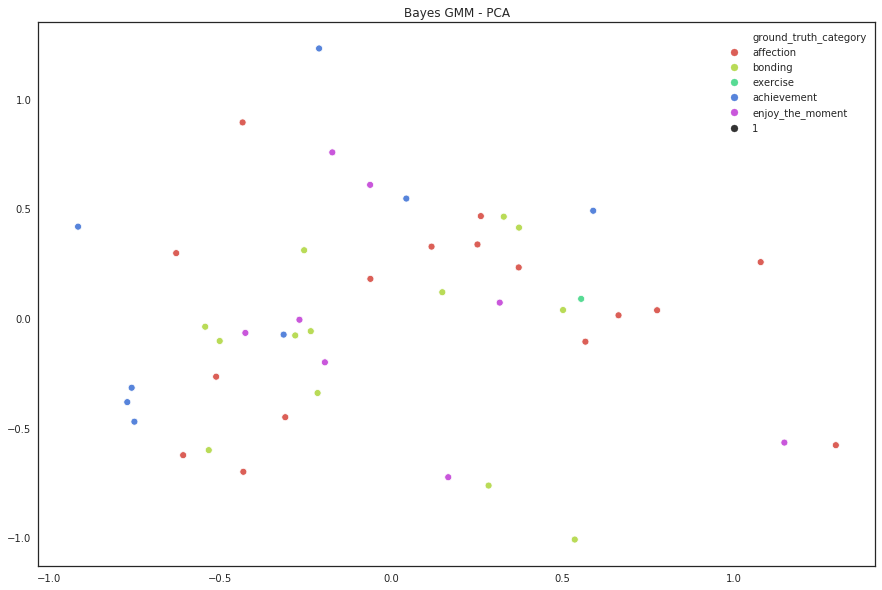 Bayes GMM - PCA
ground_truth_category
affection
bonding
exercise
achievement
enjoy_the_moment
1
1.0
0.5
0.0
−0.5
−1.0
−1.0 −0.5 0.0 0.5 1.0